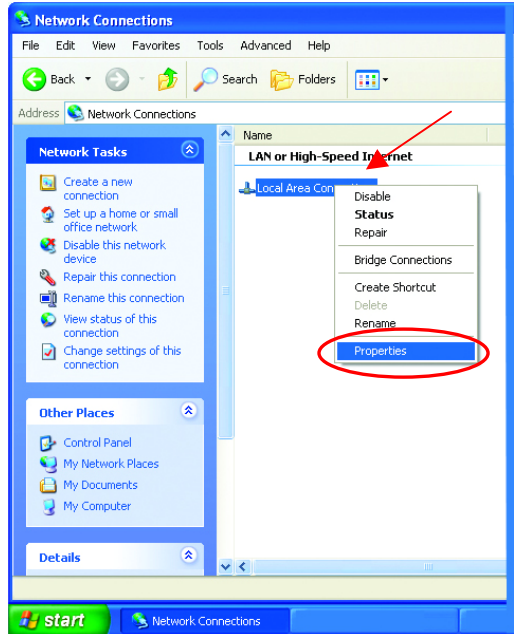 Network Connections
File Edit View Favorites Tools Advanced Help
Back Search Folders
Address Network Connections
Name
LAN or High-Speed Internet
Local Area
Network Tasks
Create a new
connection
Set up a home or small
office network
Disable this network
device
Repair this connection
Rename this connection
View status of this
connection
Change settings of this
connection
Other Places
Control Panel
My Network Places
My Documents
My Computer
Details
Disable
Status
Repair
Bridge Connections
Create Shortcut
Delete
Rename
Properties
start Network Connections